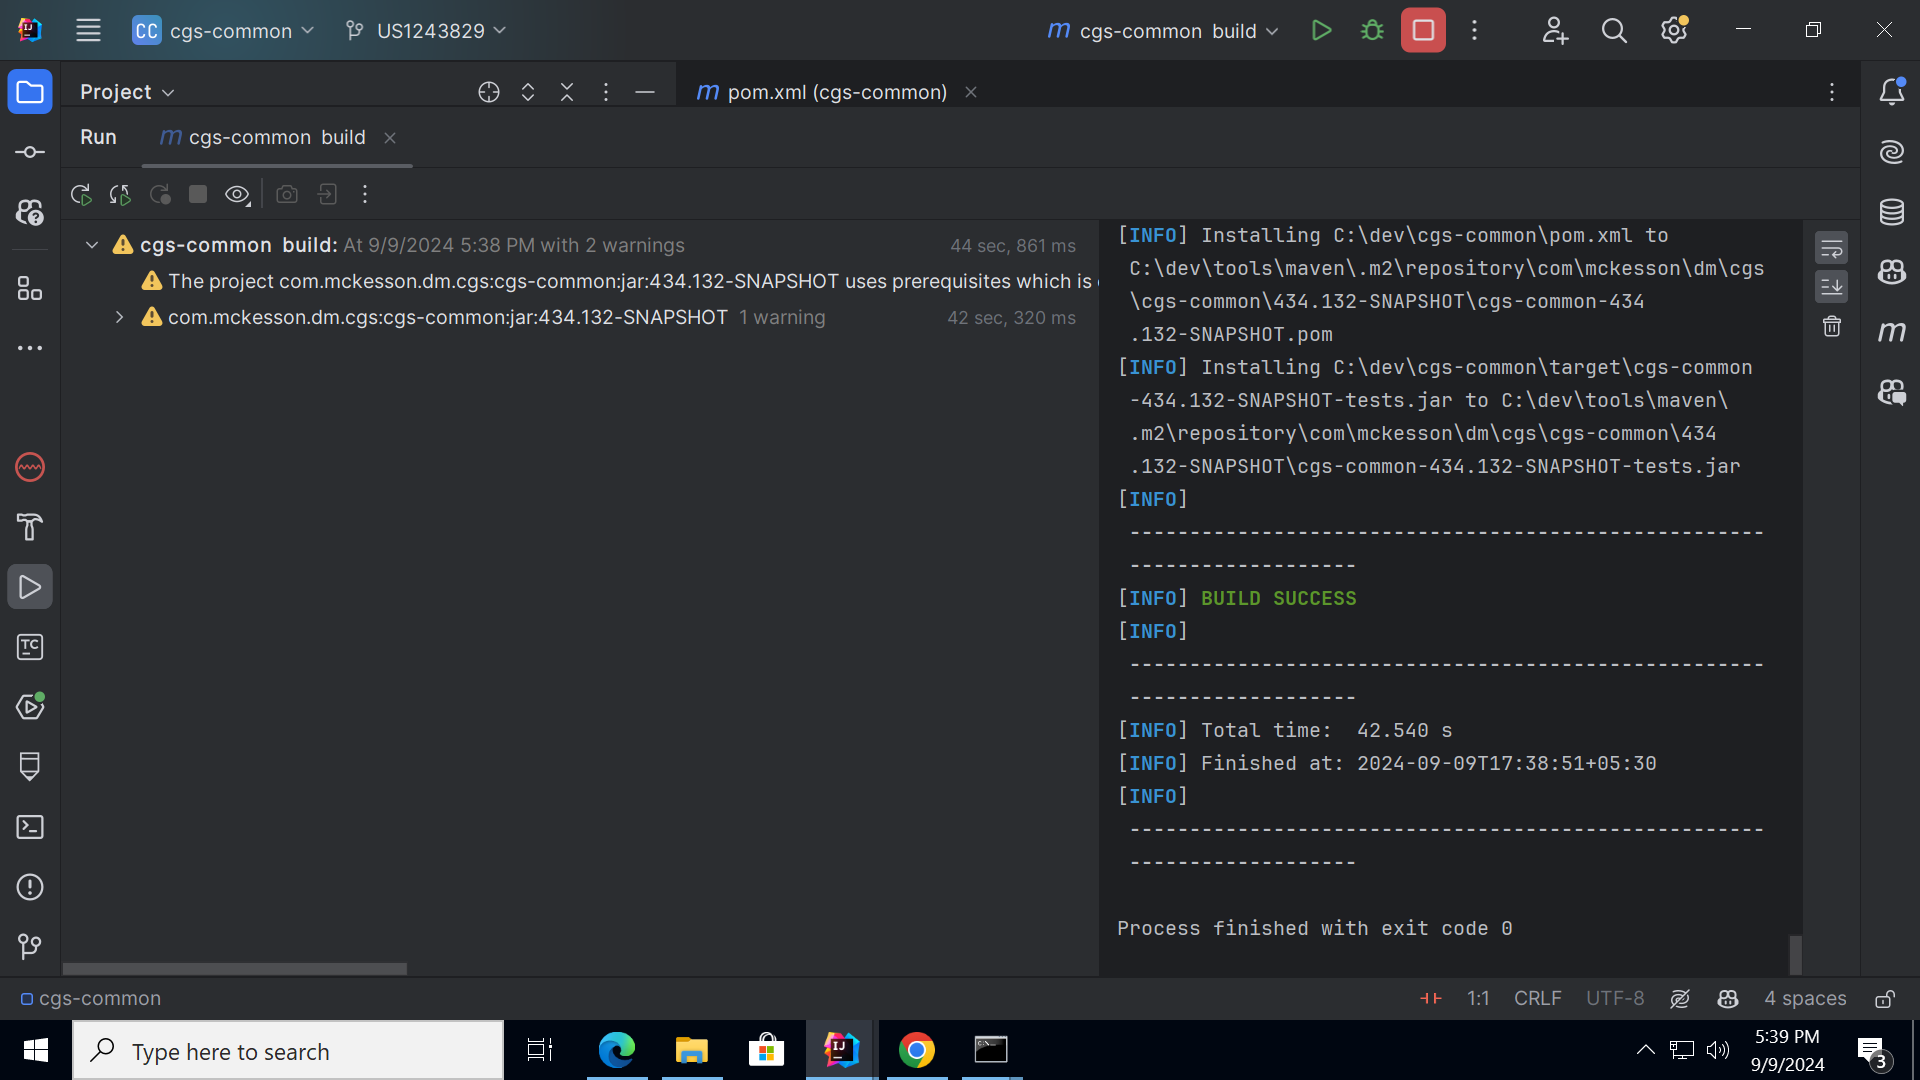 CC cgs-common US1243829 m cgs-common build
Project m pom.xml (cgs-common)
Run m cgs-common build
cgs-common build: At 9/9/2024 5:38 PM with 2 warnings 44 sec, 861 ms
The project com.mckesson.dm.cgs:cgs-common:jar:434.132-SNAPSHOT uses prerequisites which is
com.mckesson.dm.cgs:cgs-common:jar:434.132-SNAPSHOT 1 warning 42 sec, 320 ms
[INFO] Installing C:\dev\cgs-common\pom.xml to
C:\dev\tools\maven\.m2\repository\com\mckesson\dm\cgs
\cgs-common\434.132-SNAPSHOT\cgs-common-434
.132-SNAPSHOT.pom
[INFO] Installing C:\dev\cgs-common\target\cgs-common
-434.132-SNAPSHOT-tests.jar to C:\dev\tools\maven\
.m2\repository\com\mckesson\dm\cgs\cgs-common\434
.132-SNAPSHOT\cgs-common-434.132-SNAPSHOT-tests.jar
[INFO]
-----------------------------------------------------
-------------------
[INFO] BUILD SUCCESS
[INFO]
-----------------------------------------------------
-------------------
[INFO] Total time:  42.540 s
[INFO] Finished at: 2024-09-09T17:38:51+05:30
[INFO]
-----------------------------------------------------
-------------------
Process finished with exit code 0
m
TC
cgs-common 1:1 CRLF UTF-8 4 spaces
Type here to search
IJ
5:39 PM
9/9/2024
3